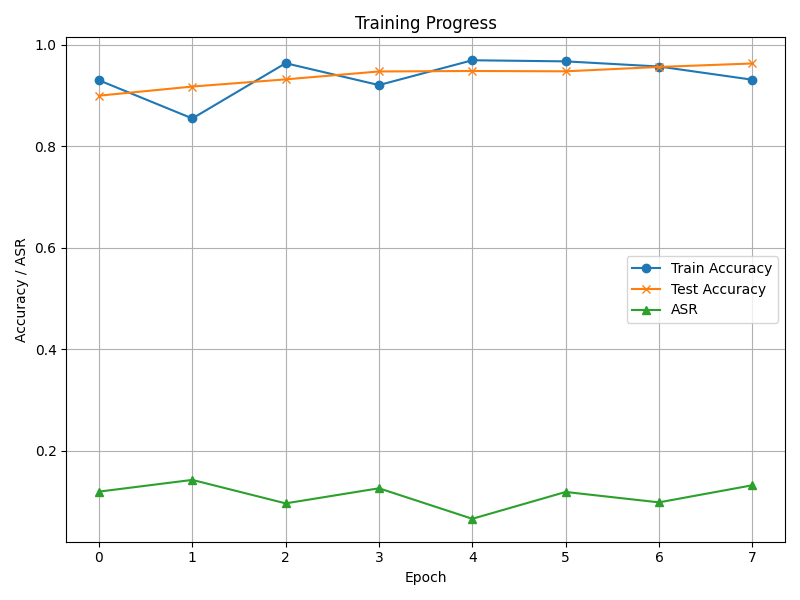 Training Progress
1.0
0.8
0.6
0.4
0.2
Accuracy / ASR
Train Accuracy
Test Accuracy
ASR
0 1 2 3 4 5 6 7
Epoch